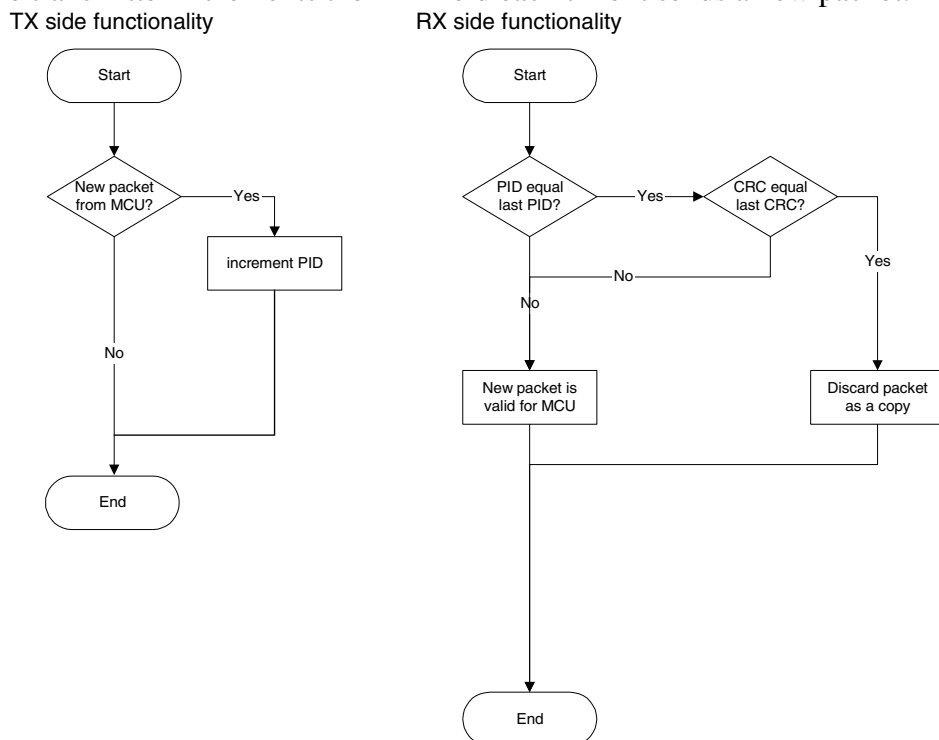 TX side functionality
RX side functionality
Start
New packet
from MCU?
Yes
increment PID
No
End
Start
PID equal
last PID?
Yes
CRC equal
last CRC?
No
Yes
No
New packet is
valid for MCU
Discard packet
as a copy
End